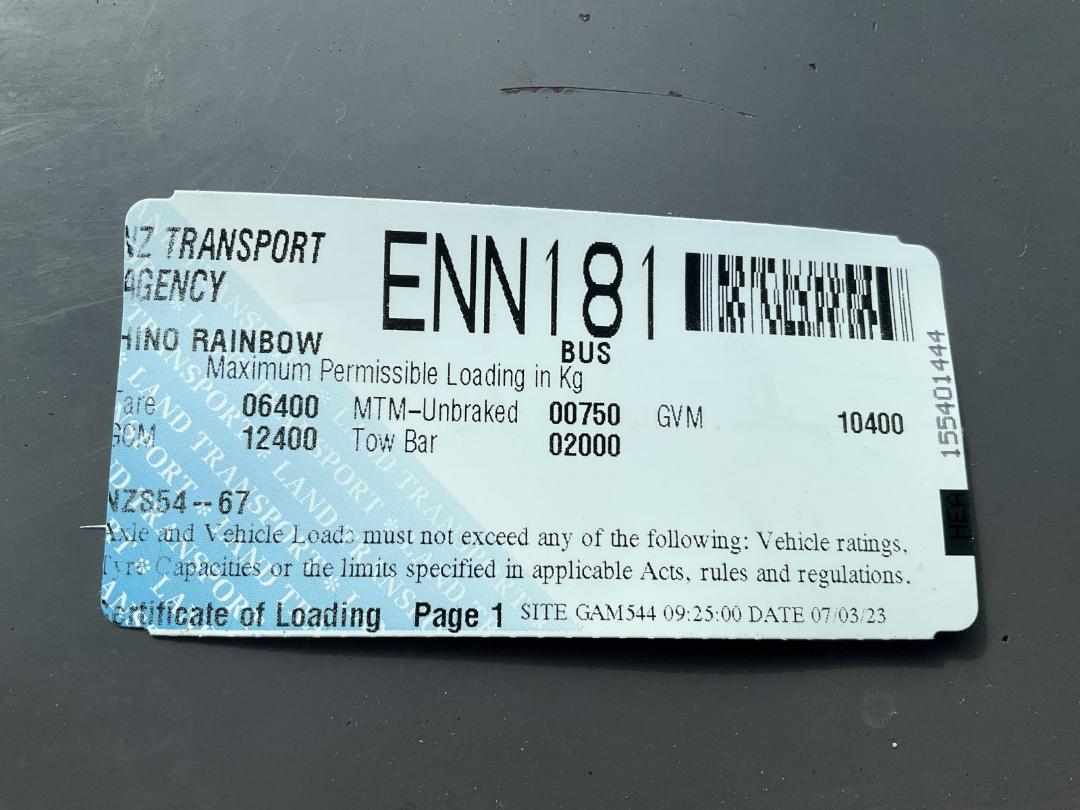 NZ TRANSPORT
AGENCY
ENN181
HINO RAINBOW
BUS
Maximum Permissible Loading in Kg
Tare 06400 MTM-Unbraked 00750 GVM 10400
GCM 12400 Tow Bar 02000
NZS54--67
Axle and Vehicle Loads must not exceed any of the following: Vehicle ratings,
Tyre Capacities or the limits specified in applicable Acts, rules and regulations.
Certificate of Loading Page 1 SITE GAM544 09:25:00 DATE 07/03/23
155401444
HEA